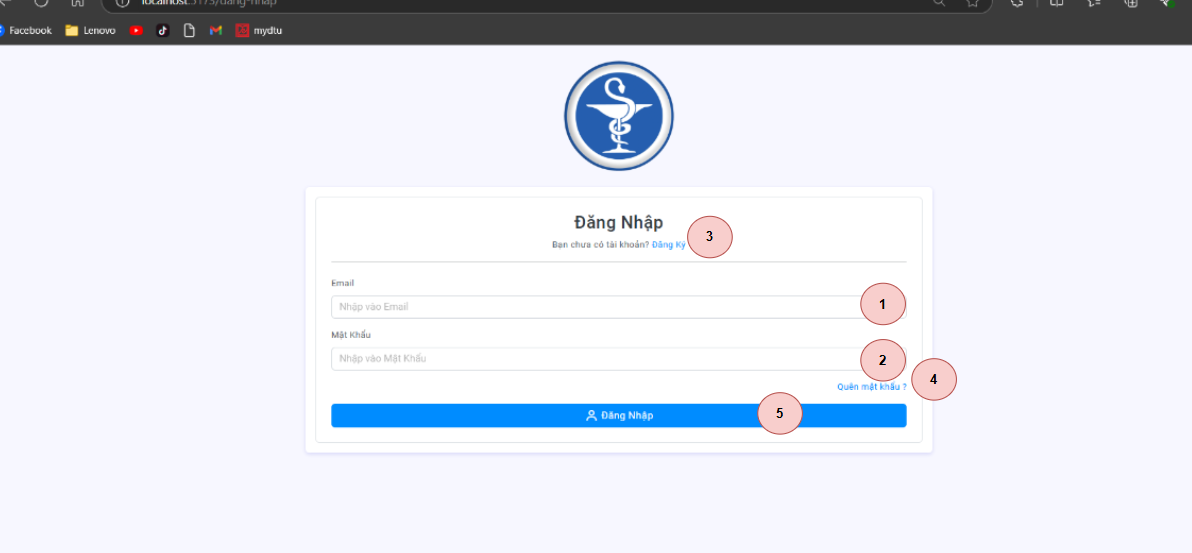 localhost:5173/dang-nhap
Facebook Lenovo mydtu
Đăng Nhập
Bạn chưa có tài khoản? Đăng Ký
3
Email
Nhập vào Email
1
Mật Khẩu
Nhập vào Mật Khẩu
2
Quên mật khẩu ?
4
Đăng Nhập
5